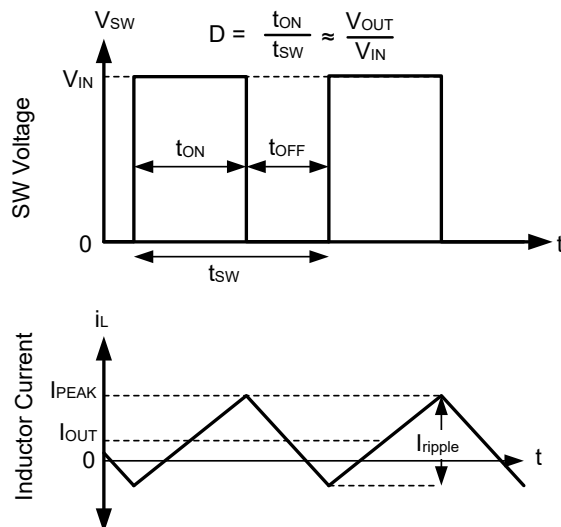 VSW
D = tON/tSW ≈ VOUT/VIN
VIN
SW Voltage
tON
tOFF
0
t
tSW
iL
Inductor Current
IPEAK
IOUT
Iripple
0
t